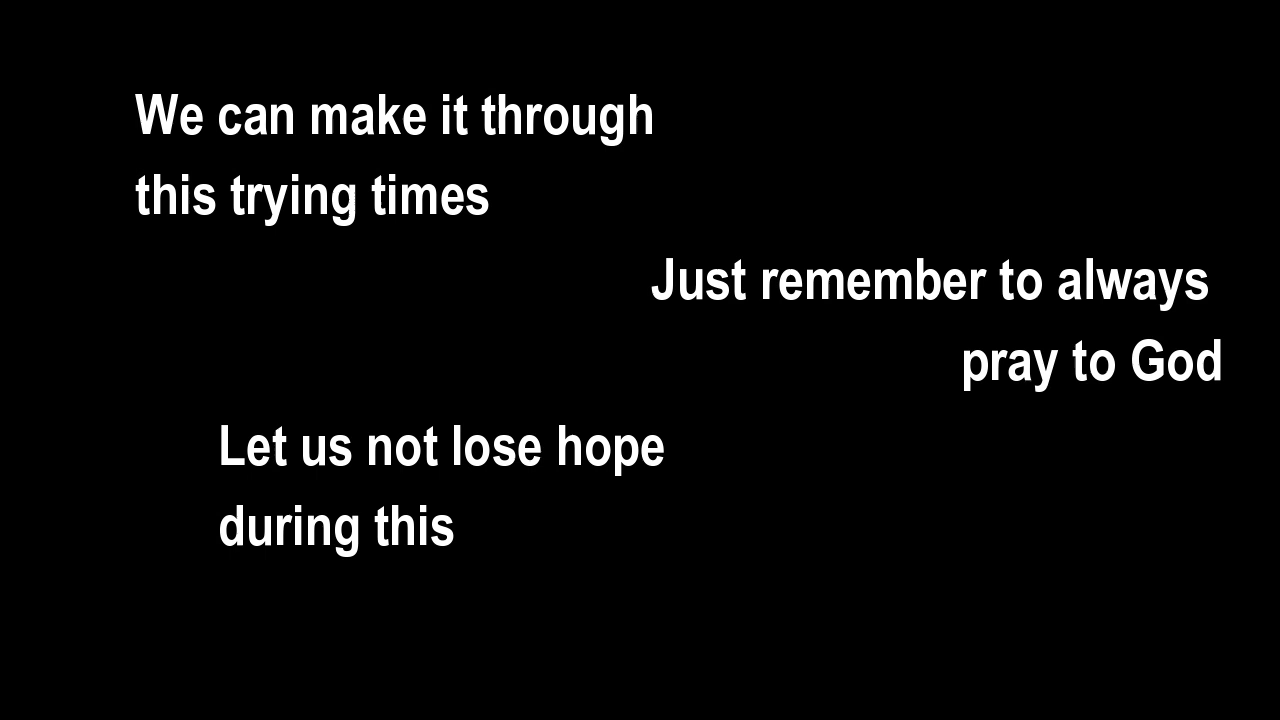 We can make it through
this trying times
Just remember to always
pray to God
Let us not lose hope
during this